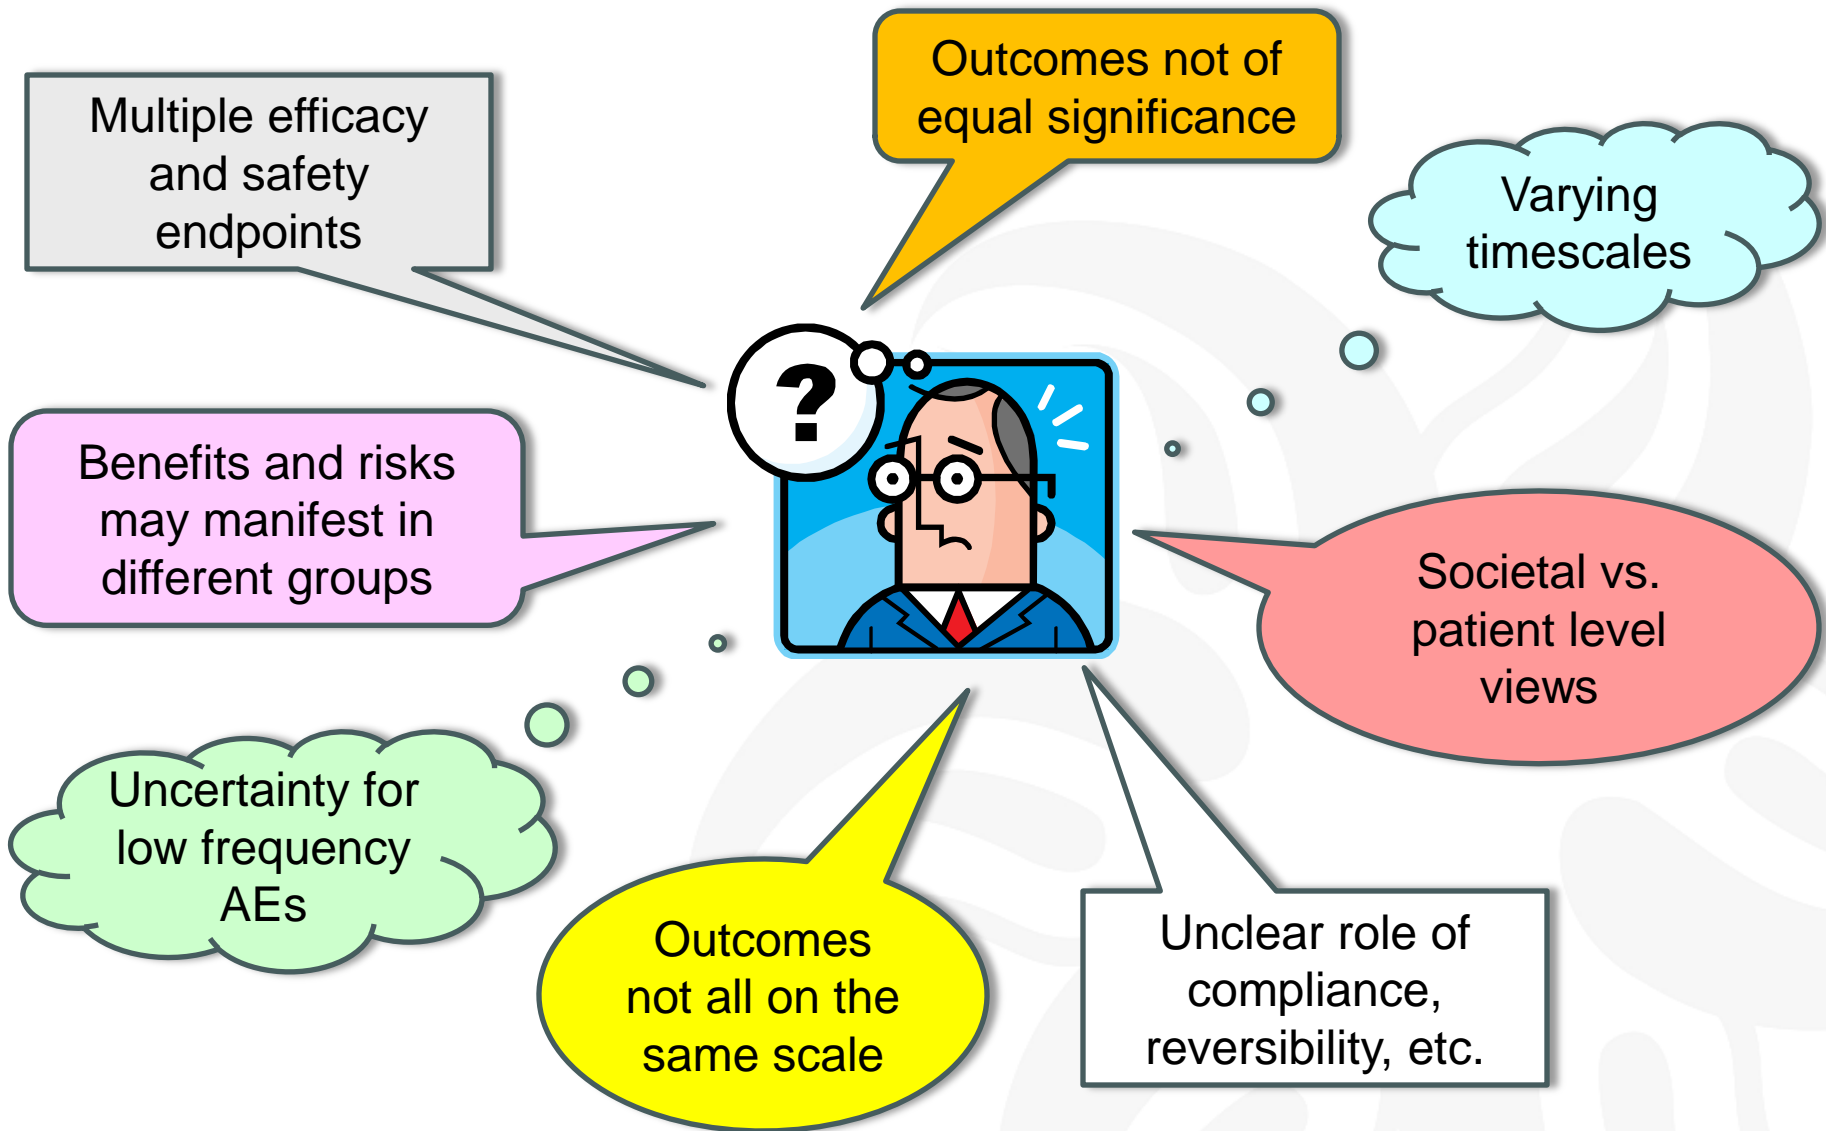 Multiple efficacy
and safety
endpoints
Outcomes not of
equal significance
Varying
timescales
?
Benefits and risks
may manifest in
different groups
Societal vs.
patient level
views
Uncertainty for
low frequency
AEs
Outcomes
not all on the
same scale
Unclear role of
compliance,
reversibility, etc.